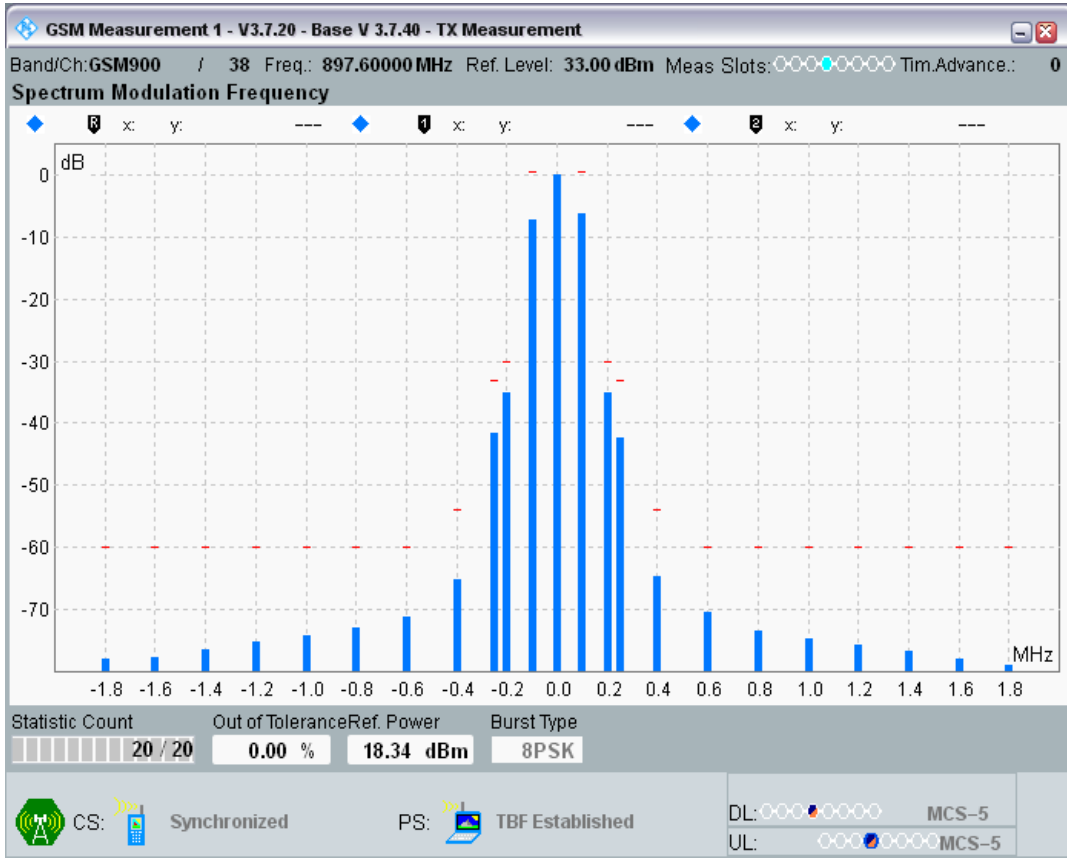 GSM Measurement 1 - V3.7.20 - Base V 3.7.40 - TX Measurement
Band/Ch:GSM900 / 38 Freq.: 897.60000 MHz Ref. Level: 33.00 dBm Meas Slots: Tim.Advance.: 0
Spectrum Modulation Frequency
R x: y: --- 1 x: y: --- 2 x: y: ---
dB
0
-10
-20
-30
-40
-50
-60
-70
MHz
-1.8 -1.6 -1.4 -1.2 -1.0 -0.8 -0.6 -0.4 -0.2 0.0 0.2 0.4 0.6 0.8 1.0 1.2 1.4 1.6 1.8
Statistic Count Out of Tolerance Ref. Power Burst Type
20 / 20 0.00 % 18.34 dBm 8PSK
CS: Synchronized PS: TBF Established
DL: MCS-5
UL: MCS-5